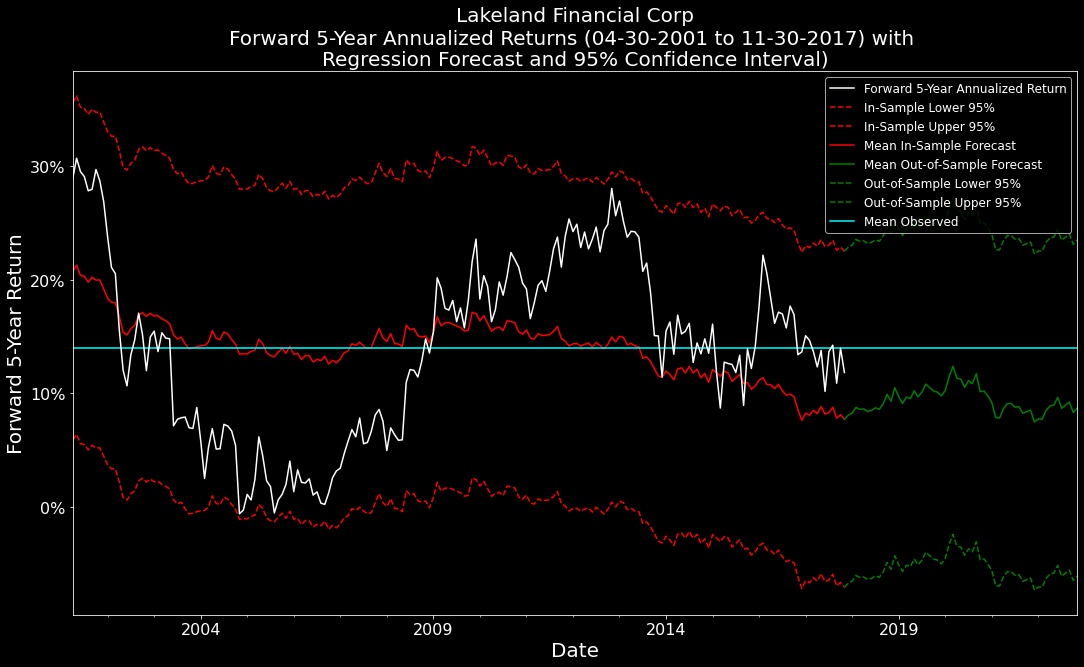 Lakeland Financial Corp
Forward 5-Year Annualized Returns (04-30-2001 to 11-30-2017) with
Regression Forecast and 95% Confidence Interval)
Forward 5-Year Annualized Return
In-Sample Lower 95%
In-Sample Upper 95%
Mean In-Sample Forecast
Mean Out-of-Sample Forecast
Out-of-Sample Lower 95%
Out-of-Sample Upper 95%
Mean Observed
Forward 5-Year Return
30%
20%
10%
0%
2004
2009
2014
2019
Date